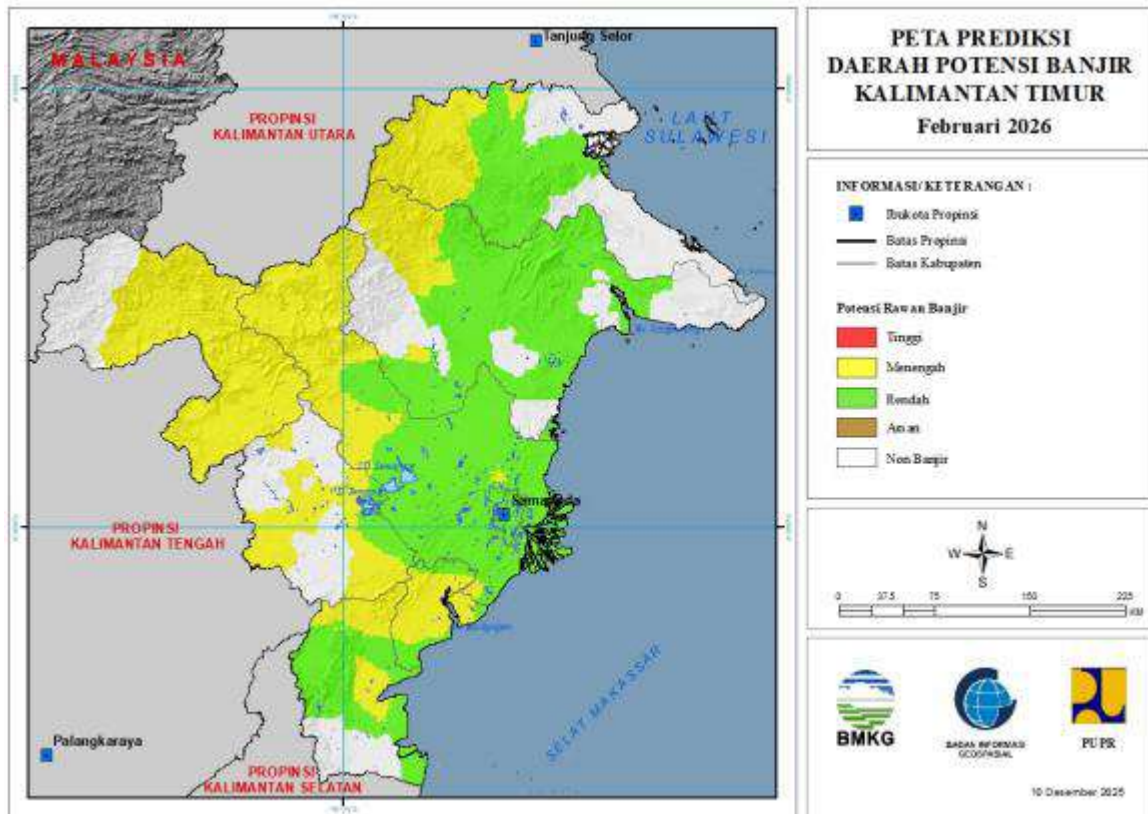 Tanjung Selor
MALAYSIA
PROPINSI
KALIMANTAN UTARA
LAUT
SULAWESI
Samarinda
PROPINSI
KALIMANTAN TENGAH
SELAT MAKASSAR
Palangkaraya
PROPINSI
KALIMANTAN SELATAN
PETA PREDIKSI
DAERAH POTENSI BANJIR
KALIMANTAN TIMUR
Februari 2026
INFORMASI/KETERANGAN :
Ibukota Propinsi
Batas Propinsi
Batas Kabupaten
Potensi Rawan Banjir
Tinggi
Menengah
Rendah
Aman
Non Banjir
N
W E
S
0 37.5 75 150 225
KM
BMKG
BADAN INFORMASI
GEOSPASIAL
PUPR
10 Desember 2025